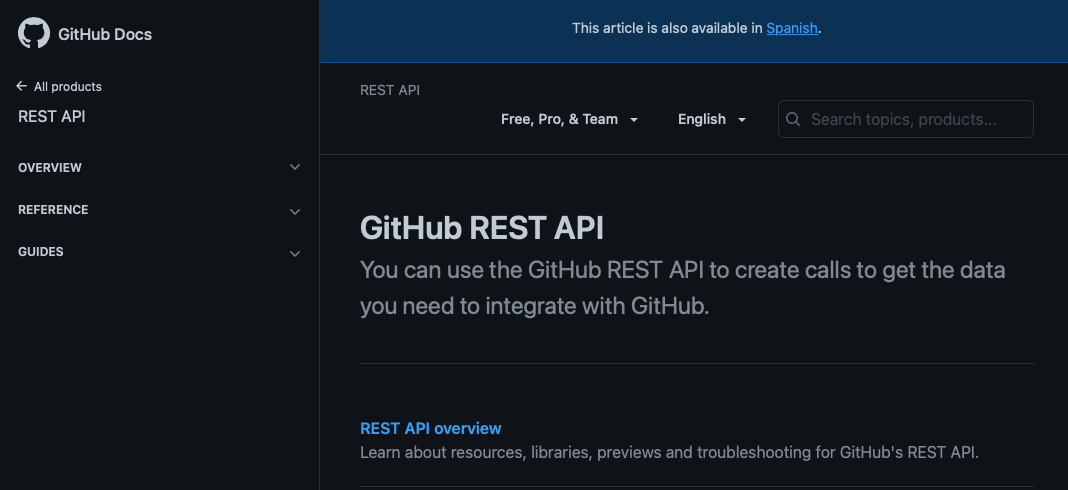 GitHub Docs
All products
REST API
OVERVIEW
REFERENCE
GUIDES
This article is also available in Spanish.
REST API
Free, Pro, & Team
English
Search topics, products...
GitHub REST API
You can use the GitHub REST API to create calls to get the data
you need to integrate with GitHub.
REST API overview
Learn about resources, libraries, previews and troubleshooting for GitHub's REST API.